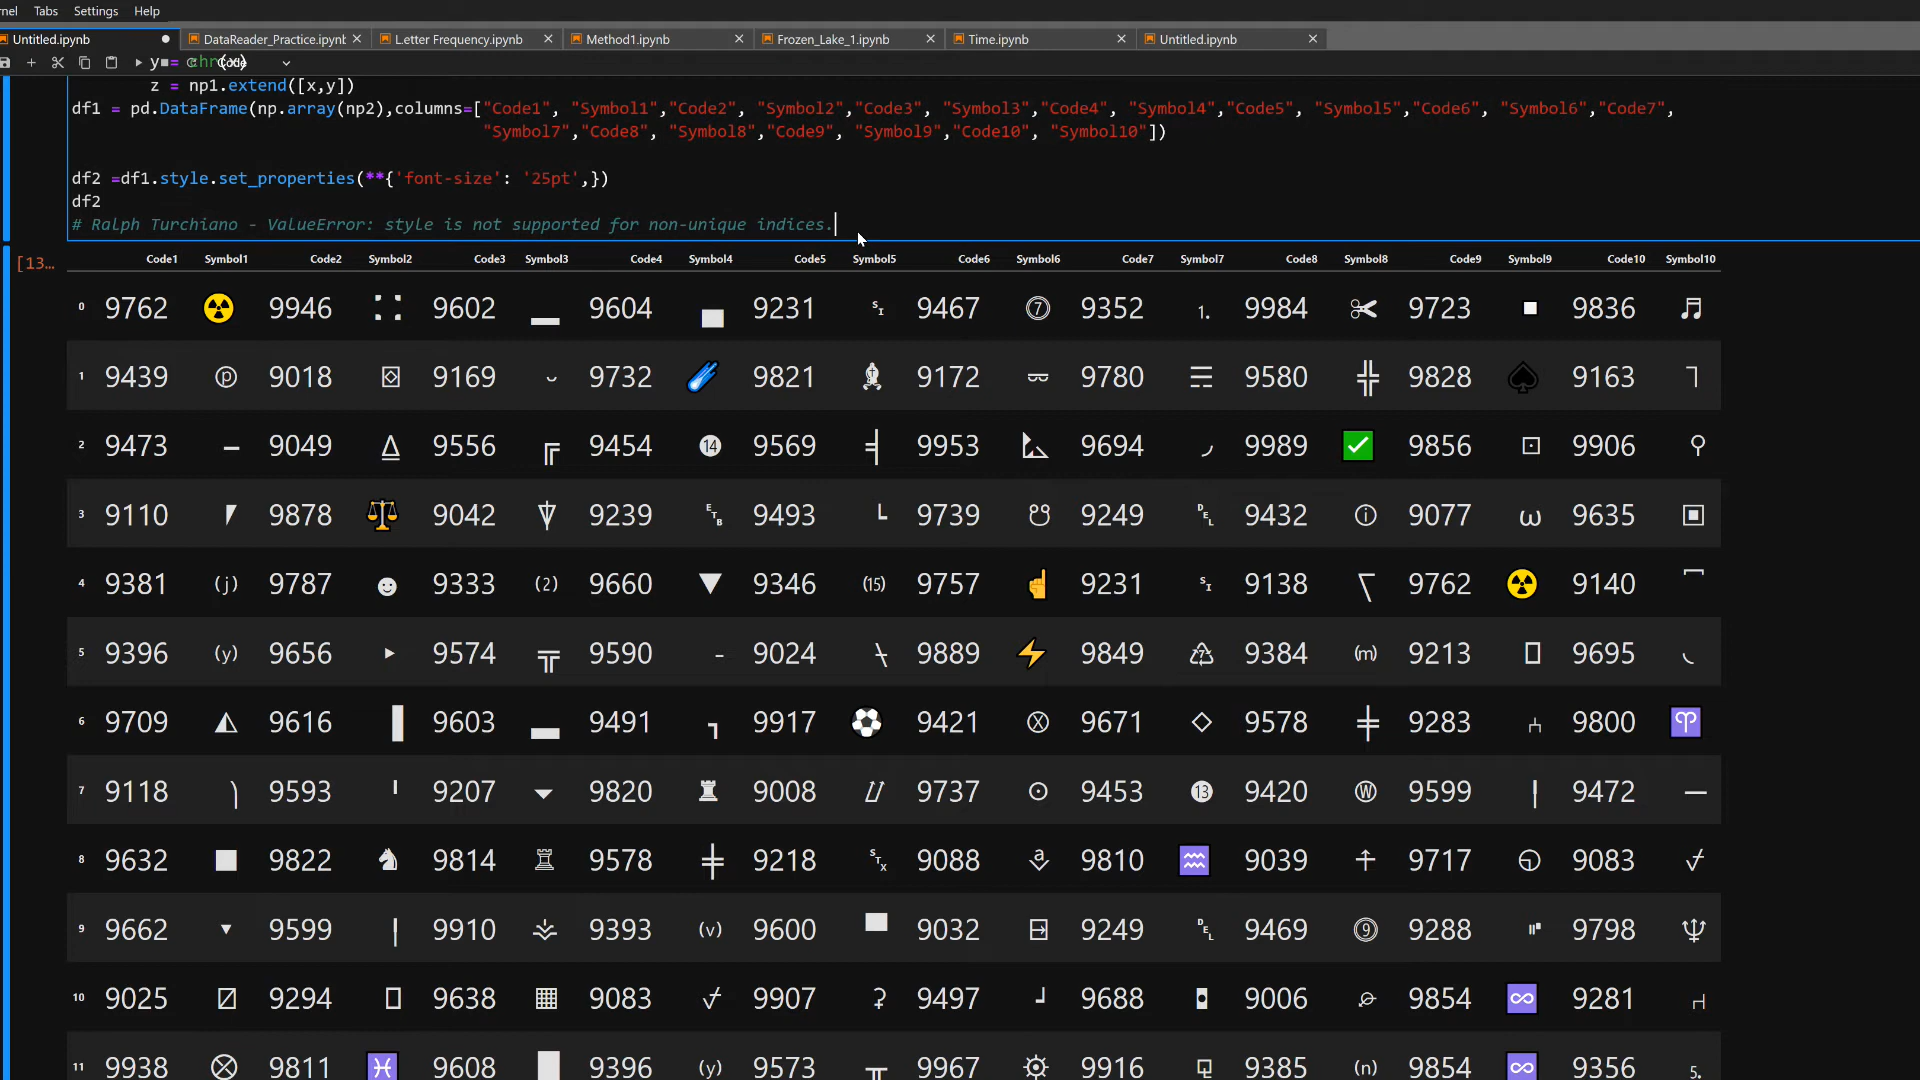 nel Tabs Settings Help
Untitled.ipynb DataReader_Practice.ipynb Letter Frequency.ipynb Method1.ipynb Frozen_Lake_1.ipynb Time.ipynb Untitled.ipynb
y = chr(x)
z = np1.extend([x,y])
df1 = pd.DataFrame(np.array(np2),columns=["Code1", "Symbol1","Code2", "Symbol2","Code3", "Symbol3","Code4", "Symbol4","Code5", "Symbol5","Code6", "Symbol6","Code7",
"Symbol7","Code8", "Symbol8","Code9", "Symbol9","Code10", "Symbol10"])
df2 =df1.style.set_properties(**{'font-size': '25pt',})
df2
# Ralph Turchiano - ValueError: style is not supported for non-unique indices.
[13…
Code1 Symbol1 Code2 Symbol2 Code3 Symbol3 Code4 Symbol4 Code5 Symbol5 Code6 Symbol6 Code7 Symbol7 Code8 Symbol8 Code9 Symbol9 Code10 Symbol10
0 9762 ☢ 9946 ⛚ 9602 ▂ 9604 ▄ 9231 ␏ 9467 ⓻ 9352 ⒈ 9984 ✀ 9723 ◻ 9836 ♬
1 9439 ⓟ 9018 ⌺ 9169 ⏑ 9732 ☄ 9821 ♝ 9172 ⏔ 9780 ☴ 9580 ╬ 9828 ♤ 9163 ⏋
2 9473 ━ 9049 ⍙ 9556 ╔ 9454 ⓮ 9569 ╡ 9953 ⛡ 9694 ◞ 9989 ✅ 9856 ⚀ 9906 ⚲
3 9110 ⎖ 9878 ⚖ 9042 ⍒ 9239 ␗ 9493 ┕ 9739 ☋ 9249 ␡ 9432 ⓘ 9077 ⍵ 9635 ▣
4 9381 ⒥ 9787 ☻ 9333 ⑵ 9660 ▼ 9346 ⒂ 9757 ☝ 9231 ␏ 9138 ⎲ 9762 ☢ 9140 ⎴
5 9396 ⒴ 9656 ▸ 9574 ╦ 9590 ╶ 9024 ⍀ 9889 ⚡ 9849 ♹ 9384 ⒨ 9213 ⏽ 9695 ◟
6 9709 ◭ 9616 ▐ 9603 ▃ 9491 ┓ 9917 ⚽ 9421 Ⓧ 9671 ◇ 9578 ╪ 9283 ⑃ 9800 ♈
7 9118 ⎞ 9593 ╹ 9207 ⏷ 9820 ♜ 9008 ⌰ 9737 ☉ 9453 ⓭ 9420 Ⓦ 9599 ╿ 9472 ─
8 9632 ■ 9822 ♞ 9814 ♖ 9578 ╪ 9218 ␂ 9088 ⎀ 9810 ♒ 9039 ⍏ 9717 ◵ 9083 ⍻
9 9662 ▾ 9599 ╿ 9910 ⚶ 9393 ⒱ 9600 ▀ 9032 ⍈ 9249 ␡ 9469 ⓽ 9288 ⑈ 9798 ♆
10 9025 ⍁ 9294 ⑎ 9638 ▦ 9083 ⍻ 9907 ⚳ 9497 ┙ 9688 ◘ 9006 ⌮ 9854 ♾ 9281 ⑁
11 9938 ⛒ 9811 ♓ 9608 █ 9396 ⒴ 9573 ╥ 9967 ⛯ 9916 ⚼ 9385 ⒩ 9854 ♾ 9356 ⒌